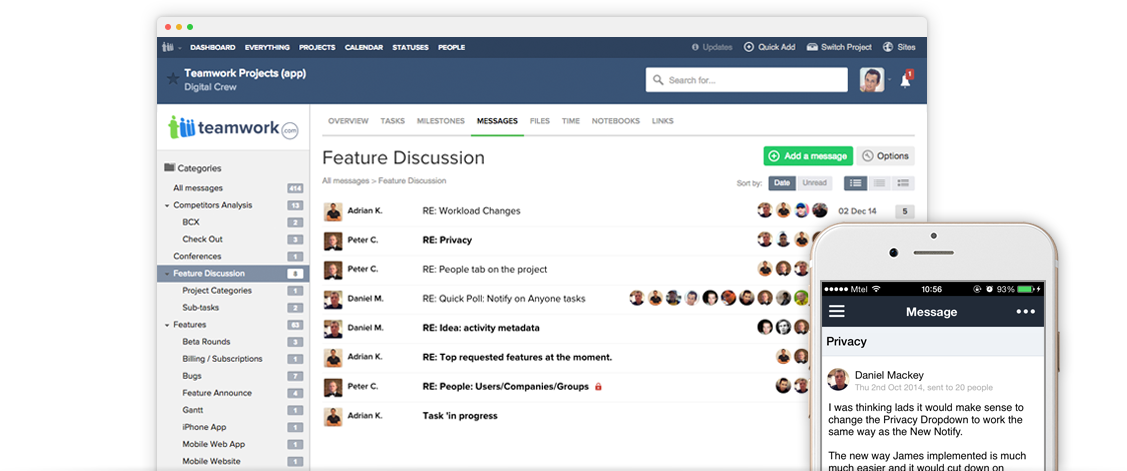 DASHBOARD EVERYTHING PROJECTS CALENDAR STATUSES PEOPLE Updates Quick Add Switch Project Sites
Teamwork Projects (app)
Digital Crew
Search for...
1
teamwork.com
OVERVIEW TASKS MILESTONES MESSAGES FILES TIME NOTEBOOKS LINKS
Feature Discussion
Add a message
Options
All messages > Feature Discussion
Sort by: Date Unread
Categories
All messages 414
Competitors Analysis 13
BCX 2
Check Out 3
Conferences 1
Feature Discussion 8
Project Categories 1
Sub-tasks 1
Features 63
Beta Rounds 3
Billing / Subscriptions 1
Bugs 7
Feature Announce 4
Gantt 1
iPhone App 1
Mobile Web App 1
Mobile Website 1
Adrian K. RE: Workload Changes 02 Dec 14 5
Peter C. RE: Privacy
Peter C. RE: People tab on the project
Daniel M. RE: Quick Poll: Notify on Anyone tasks
Daniel M. RE: Idea: activity metadata
Adrian K. RE: Top requested features at the moment.
Peter C. RE: People: Users/Companies/Groups
Adrian K. Task 'in progress
Mtel 10:56 93%
Message
Privacy
Daniel Mackey
Thu 2nd Oct 2014, sent to 20 people
I was thinking lads it would make sense to
change the Privacy Dropdown to work the
same way as the New Notify.
The new way James implemented is much
much easier and it would cut down on